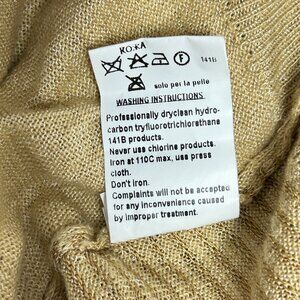 KO:KA
F
141B
solo per la pelle
WASHING INSTRUCTIONS
Professionally dryclean hydro-
carbon tryfluorotrichlorethane
141B products.
Never use chlorine products.
Iron at 110C max, use press
cloth.
Don't iron.
Complaints will not be accepted
for any inconvenience caused
by improper treatment.